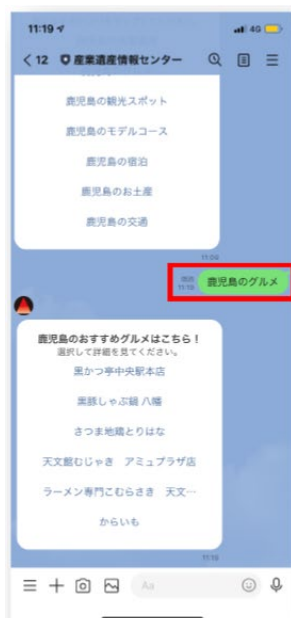 11:19
4G
12 産業遺産情報センター
鹿児島の観光スポット
鹿児島のモデルコース
鹿児島の宿泊
鹿児島のお土産
鹿児島の交通
既読
11:19
鹿児島のグルメ
鹿児島のおすすめグルメはこちら！
選択して詳細を見てください。
黒かつ亭中央駅本店
黒豚しゃぶ鍋 八幡
さつま地鶏とりはな
天文館むじゃき アミュプラザ店
ラーメン専門こむらさき 天文…
からいも
11:19
Aa